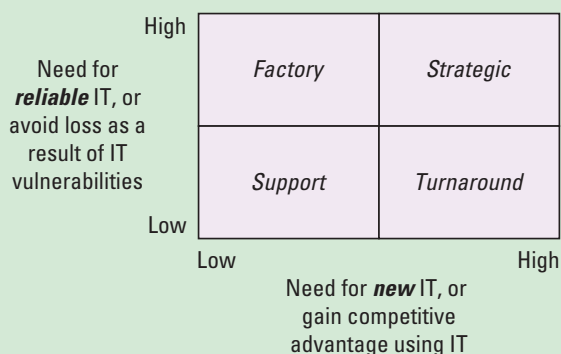 High
Need for
reliable IT, or
avoid loss as a
result of IT
vulnerabilities
Low
Factory
Strategic
Support
Turnaround
Low
High
Need for new IT, or
gain competitive
advantage using IT